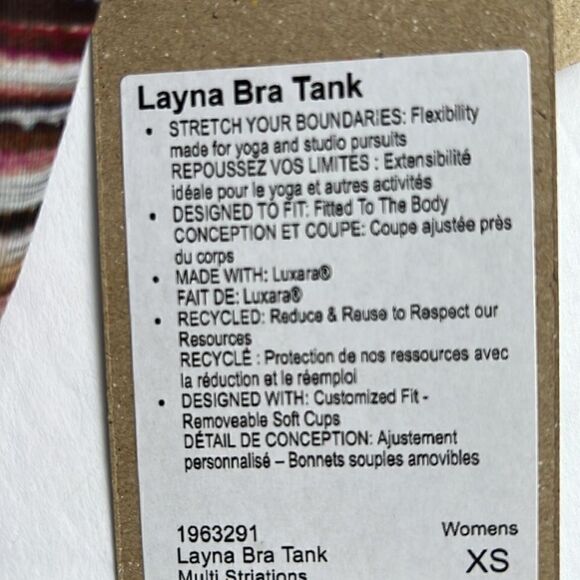 Layna Bra Tank
• STRETCH YOUR BOUNDARIES: Flexibility
made for yoga and studio pursuits
REPOUSSEZ VOS LIMITES : Extensibilité
idéale pour le yoga et autres activités
• DESIGNED TO FIT: Fitted To The Body
CONCEPTION ET COUPE: Coupe ajustée près
du corps
• MADE WITH: Luxara®
FAIT DE: Luxara®
• RECYCLED: Reduce & Reuse to Respect our
Resources
RECYCLÉ : Protection de nos ressources avec
la réduction et le réemploi
• DESIGNED WITH: Customized Fit -
Removeable Soft Cups
DÉTAIL DE CONCEPTION: Ajustement
personnalisé – Bonnets souples amovibles
1963291 Womens
Layna Bra Tank XS
Multi Striations